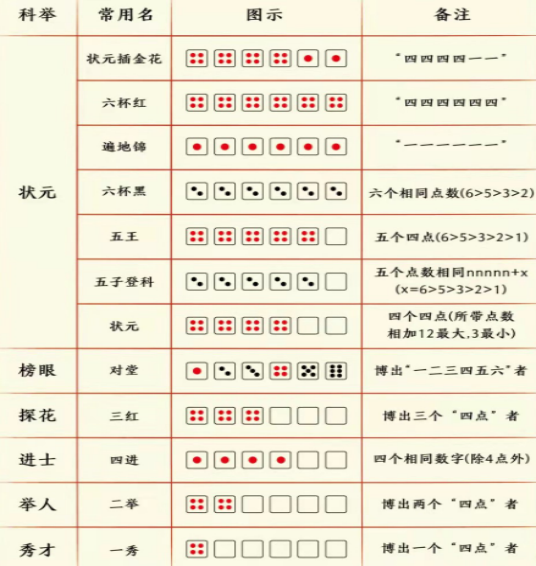 科举 常用名 图示 备注
状元插金花 “四四四四一一”
六杯红 “四四四四四四”
遍地锦 “一一一一一一”
状元 六杯黑 六个相同点数(6>5>3>2)
五王 五个四点(6>5>3>2>1)
五子登科 五个点数相同nnnnn+x
(x=6>5>3>2>1)
状元 四个四点(所带点数
相加12最大,3最小)
榜眼 对堂 博出“一二三四五六”者
探花 三红 博出三个“四点”者
进士 四进 四个相同数字(除4点外)
举人 二举 博出两个“四点”者
秀才 一秀 博出一个“四点”者